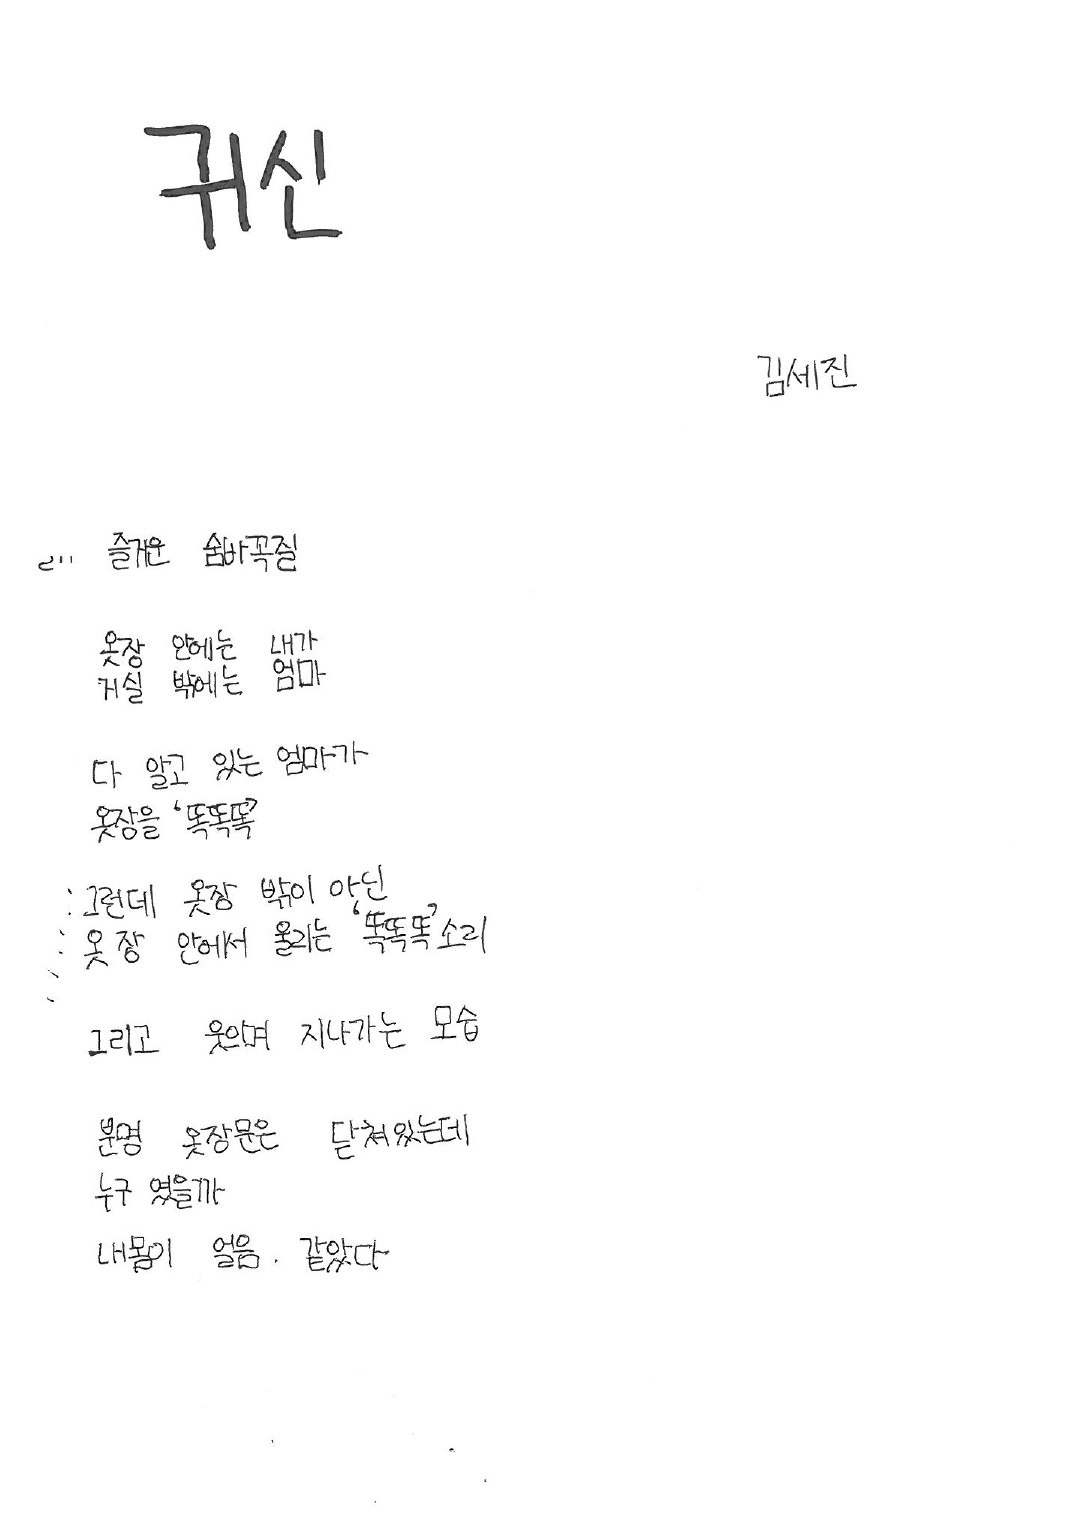 귀신
김세진
즐거운 숨바꼭질
옷장 안에는 내가
거실 밖에는 엄마
다 알고 있는 엄마가
옷장을 ‘똑똑똑’
그런데 옷장 밖이 아닌
옷장 안에서 울리는 ‘똑똑똑’ 소리
그리고 웃으며 지나가는 모습
분명 옷장문은 닫쳐있는데
누구 였을까
내몸이 얼음. 같았다